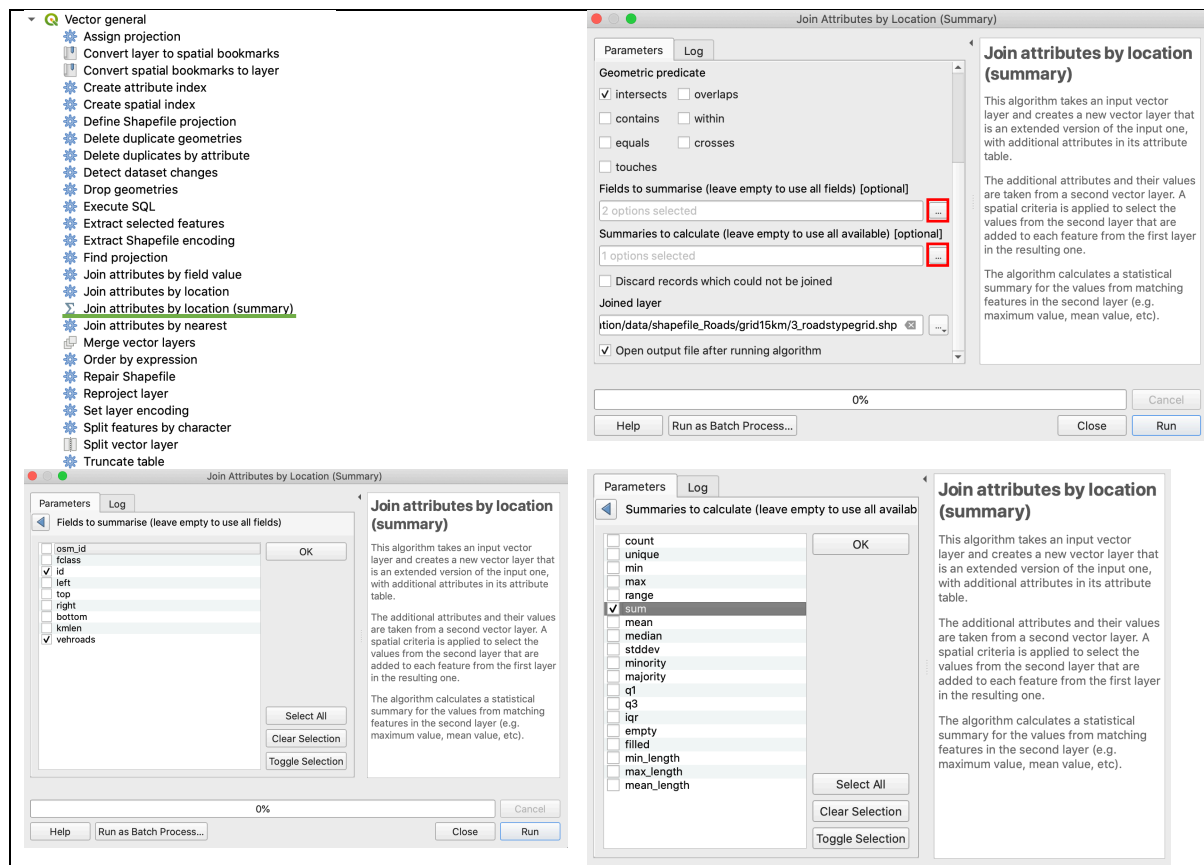 Vector general
Assign projection
Convert layer to spatial bookmarks
Convert spatial bookmarks to layer
Create attribute index
Create spatial index
Define Shapefile projection
Delete duplicate geometries
Delete duplicates by attribute
Detect dataset changes
Drop geometries
Execute SQL
Extract selected features
Extract Shapefile encoding
Find projection
Join attributes by field value
Join attributes by location
Join attributes by location (summary)
Join attributes by nearest
Merge vector layers
Order by expression
Repair Shapefile
Reproject layer
Set layer encoding
Split features by character
Split vector layer
Truncate table
Join Attributes by Location (Summary)
Parameters Log
Geometric predicate
intersects overlaps
contains within
equals crosses
touches
Fields to summarise (leave empty to use all fields) [optional]
2 options selected
...
Summaries to calculate (leave empty to use all available) [optional]
1 options selected
...
Discard records which could not be joined
Joined layer
ation/data/shapefile_Roads/grid15km/3_roadstypegrid.shp
...
Open output file after running algorithm
Join attributes by location
(summary)
This algorithm takes an input vector
layer and creates a new vector layer that
is an extended version of the input one,
with additional attributes in its attribute
table.
The additional attributes and their values
are taken from a second vector layer. A
spatial criteria is applied to select the
values from the second layer that are
added to each feature from the first layer
in the resulting one.
The algorithm calculates a statistical
summary for the values from matching
features in the second layer (e.g.
maximum value, mean value, etc).
0%
Cancel
Help Run as Batch Process... Close Run
Join Attributes by Location (Summary)
Parameters Log
Fields to summarise (leave empty to use all fields)
osm_id
fclass
id
left
top
right
bottom
kmlen
vehroads
OK
Select All
Clear Selection
Toggle Selection
Join attributes by location
(summary)
This algorithm takes an input vector
layer and creates a new vector layer that
is an extended version of the input one,
with additional attributes in its attribute
table.
The additional attributes and their values
are taken from a second vector layer. A
spatial criteria is applied to select the
values from the second layer that are
added to each feature from the first layer
in the resulting one.
The algorithm calculates a statistical
summary for the values from matching
features in the second layer (e.g.
maximum value, mean value, etc).
0%
Cancel
Help Run as Batch Process... Close Run
Parameters Log
Summaries to calculate (leave empty to use all availab
count
unique
min
max
range
sum
mean
median
stddev
minority
majority
q1
q3
iqr
empty
filled
min_length
max_length
mean_length
OK
Select All
Clear Selection
Toggle Selection
Join attributes by location
(summary)
This algorithm takes an input vector
layer and creates a new vector layer that
is an extended version of the input one,
with additional attributes in its attribute
table.
The additional attributes and their values
are taken from a second vector layer. A
spatial criteria is applied to select the
values from the second layer that are
added to each feature from the first layer
in the resulting one.
The algorithm calculates a statistical
summary for the values from matching
features in the second layer (e.g.
maximum value, mean value, etc).